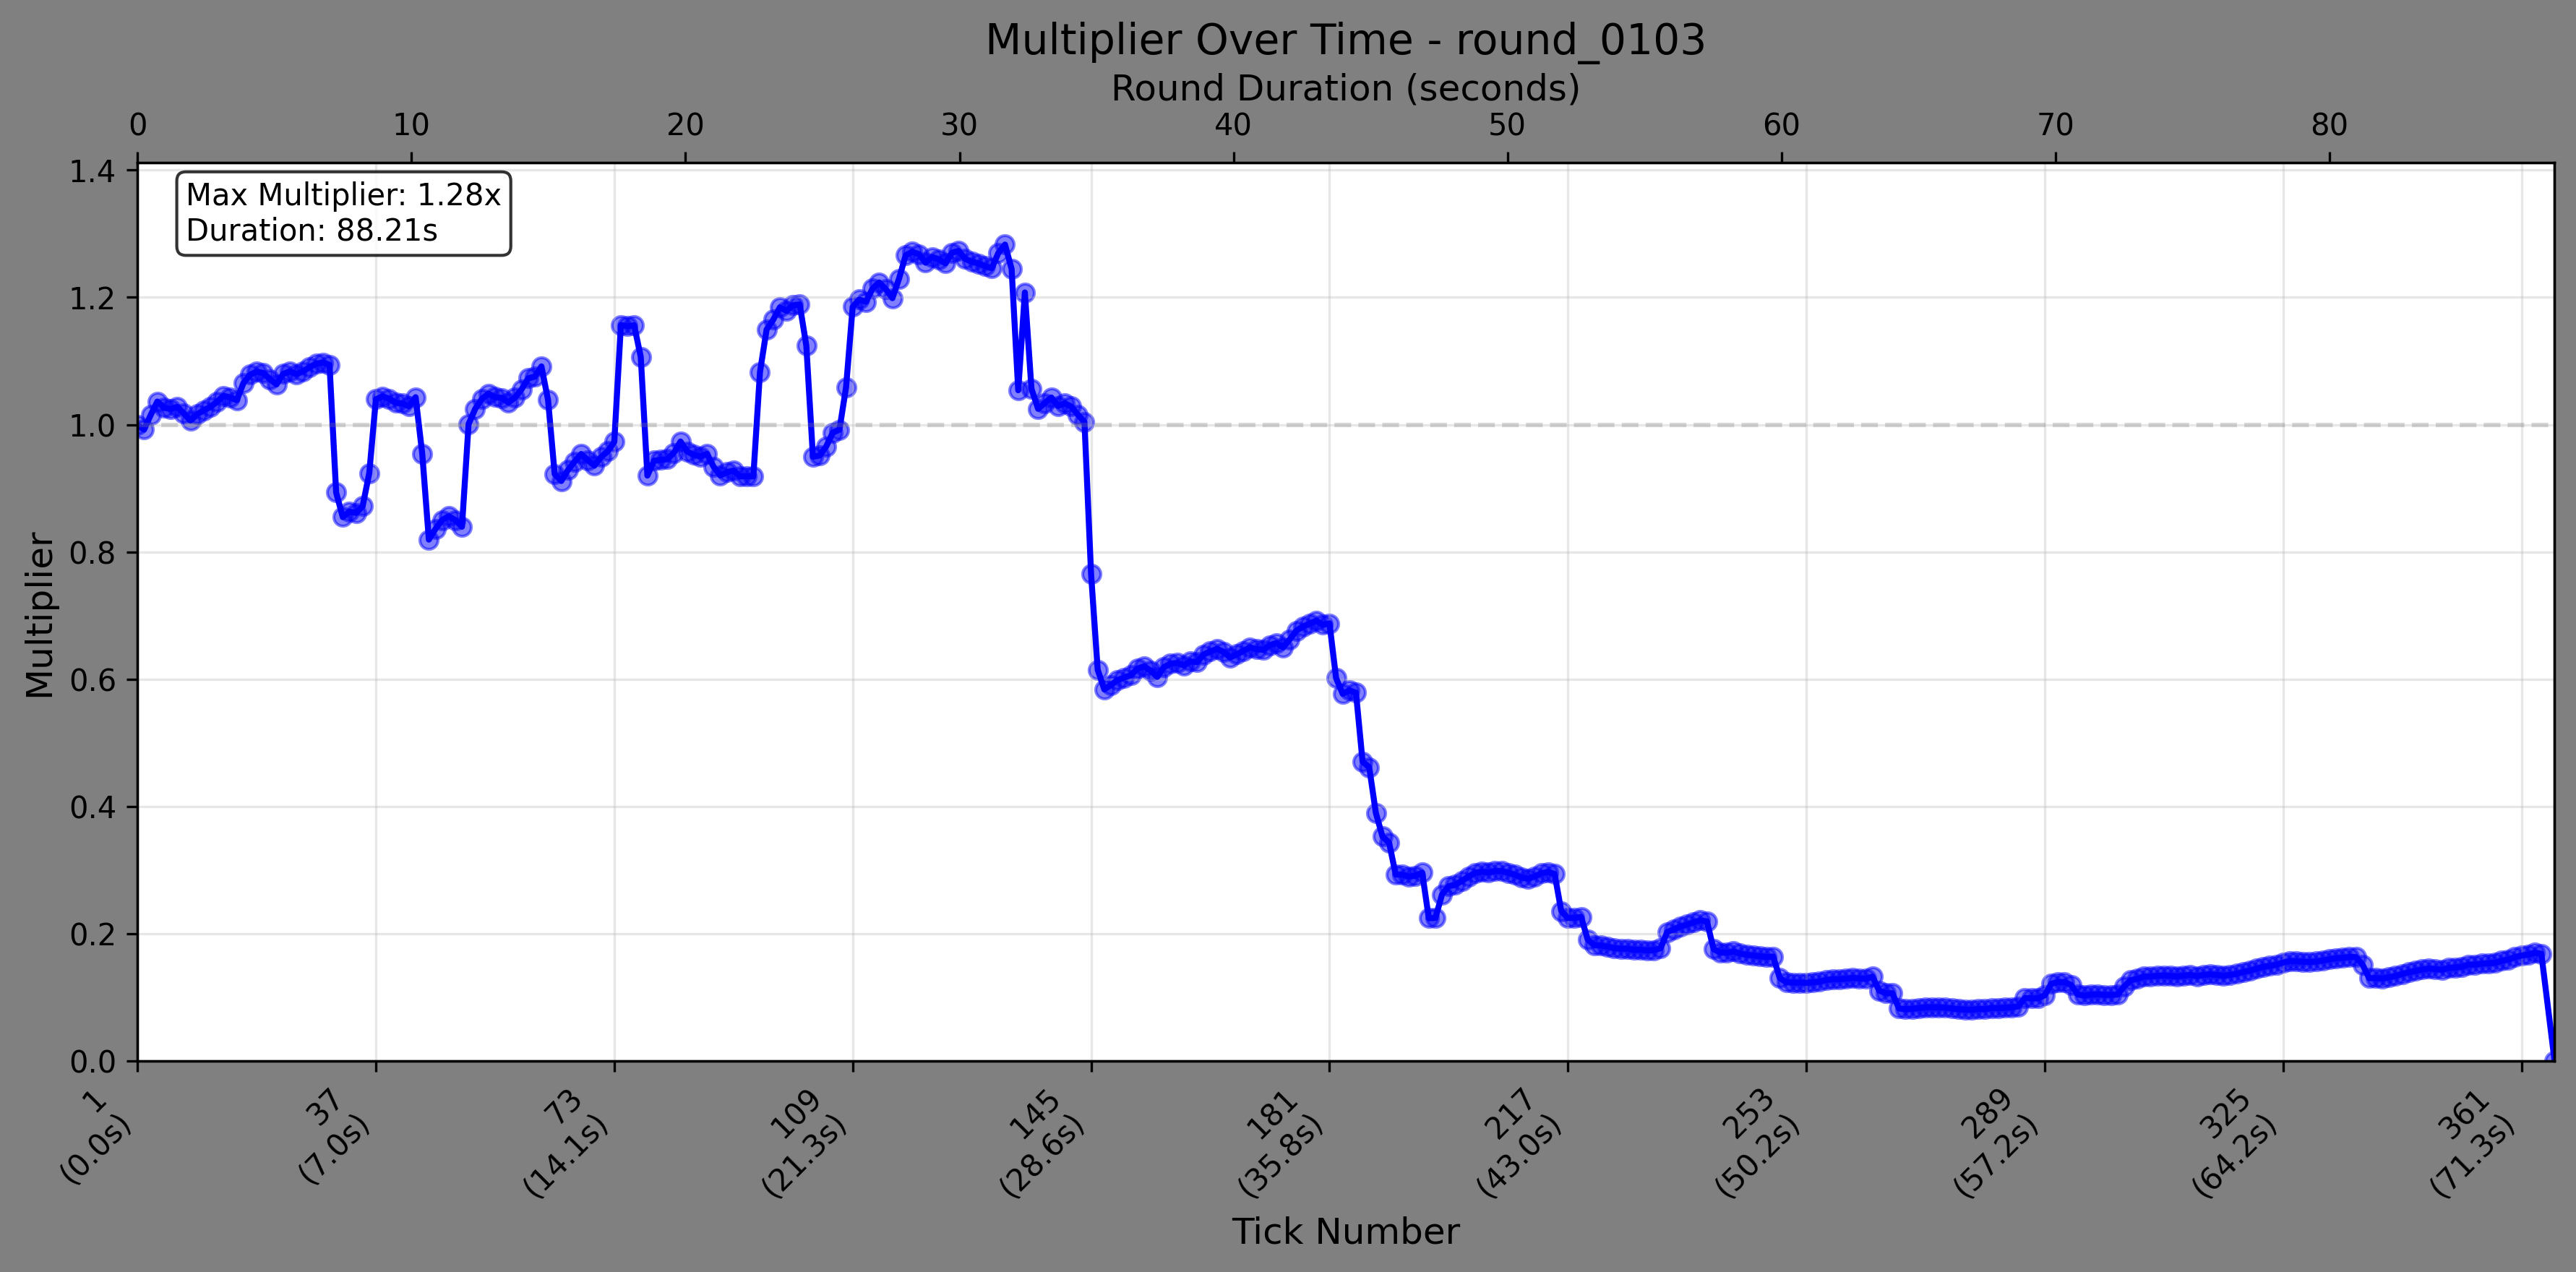 Multiplier Over Time - round_0103
Round Duration (seconds)
0 10 20 30 40 50 60 70 80
Max Multiplier: 1.28x
Duration: 88.21s
Multiplier
1.4
1.2
1.0
0.8
0.6
0.4
0.2
0.0
1
(0.0s)
37
(7.0s)
73
(14.1s)
109
(21.3s)
145
(28.6s)
181
(35.8s)
217
(43.0s)
253
(50.2s)
289
(57.2s)
325
(64.2s)
361
(71.3s)
Tick Number